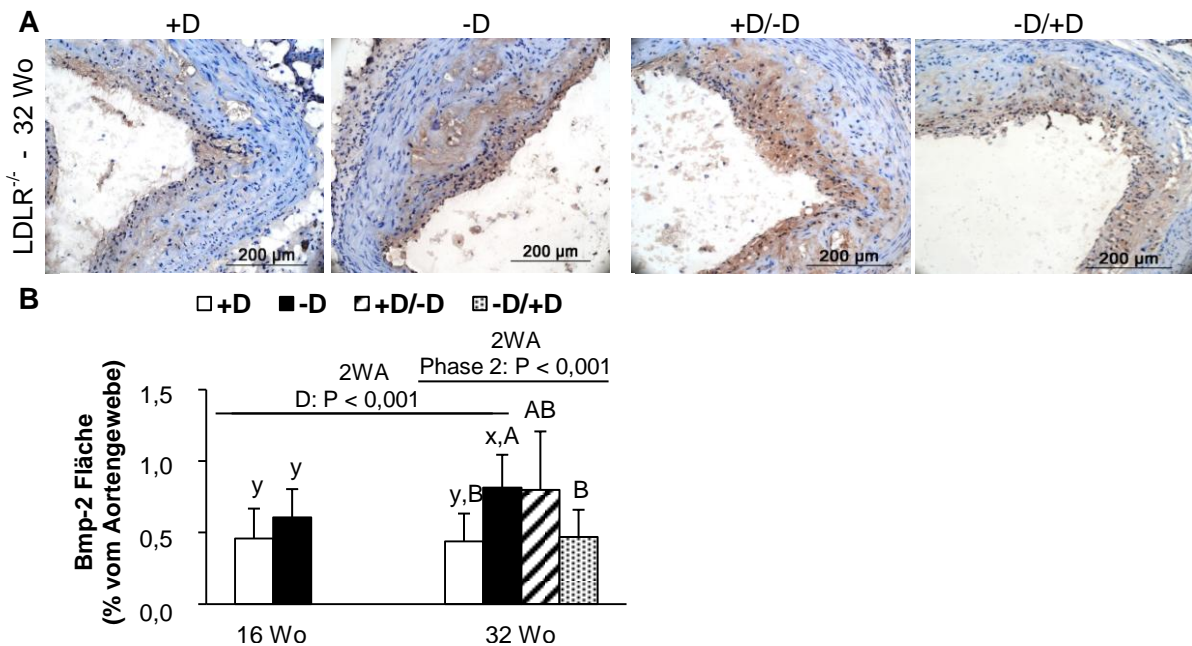 A
+D
-D
+D/-D
-D/+D
LDLR-/- - 32 Wo
200 µm
200 µm
200 µm
200 µm
B
+D
-D
+D/-D
-D/+D
2WA
Phase 2: P < 0,001
2WA
D: P < 0,001
Bmp-2 Fläche
(% vom Aortengewebe)
1,5
1,0
0,5
0,0
y
y
y,B
x,A
AB
B
16 Wo
32 Wo